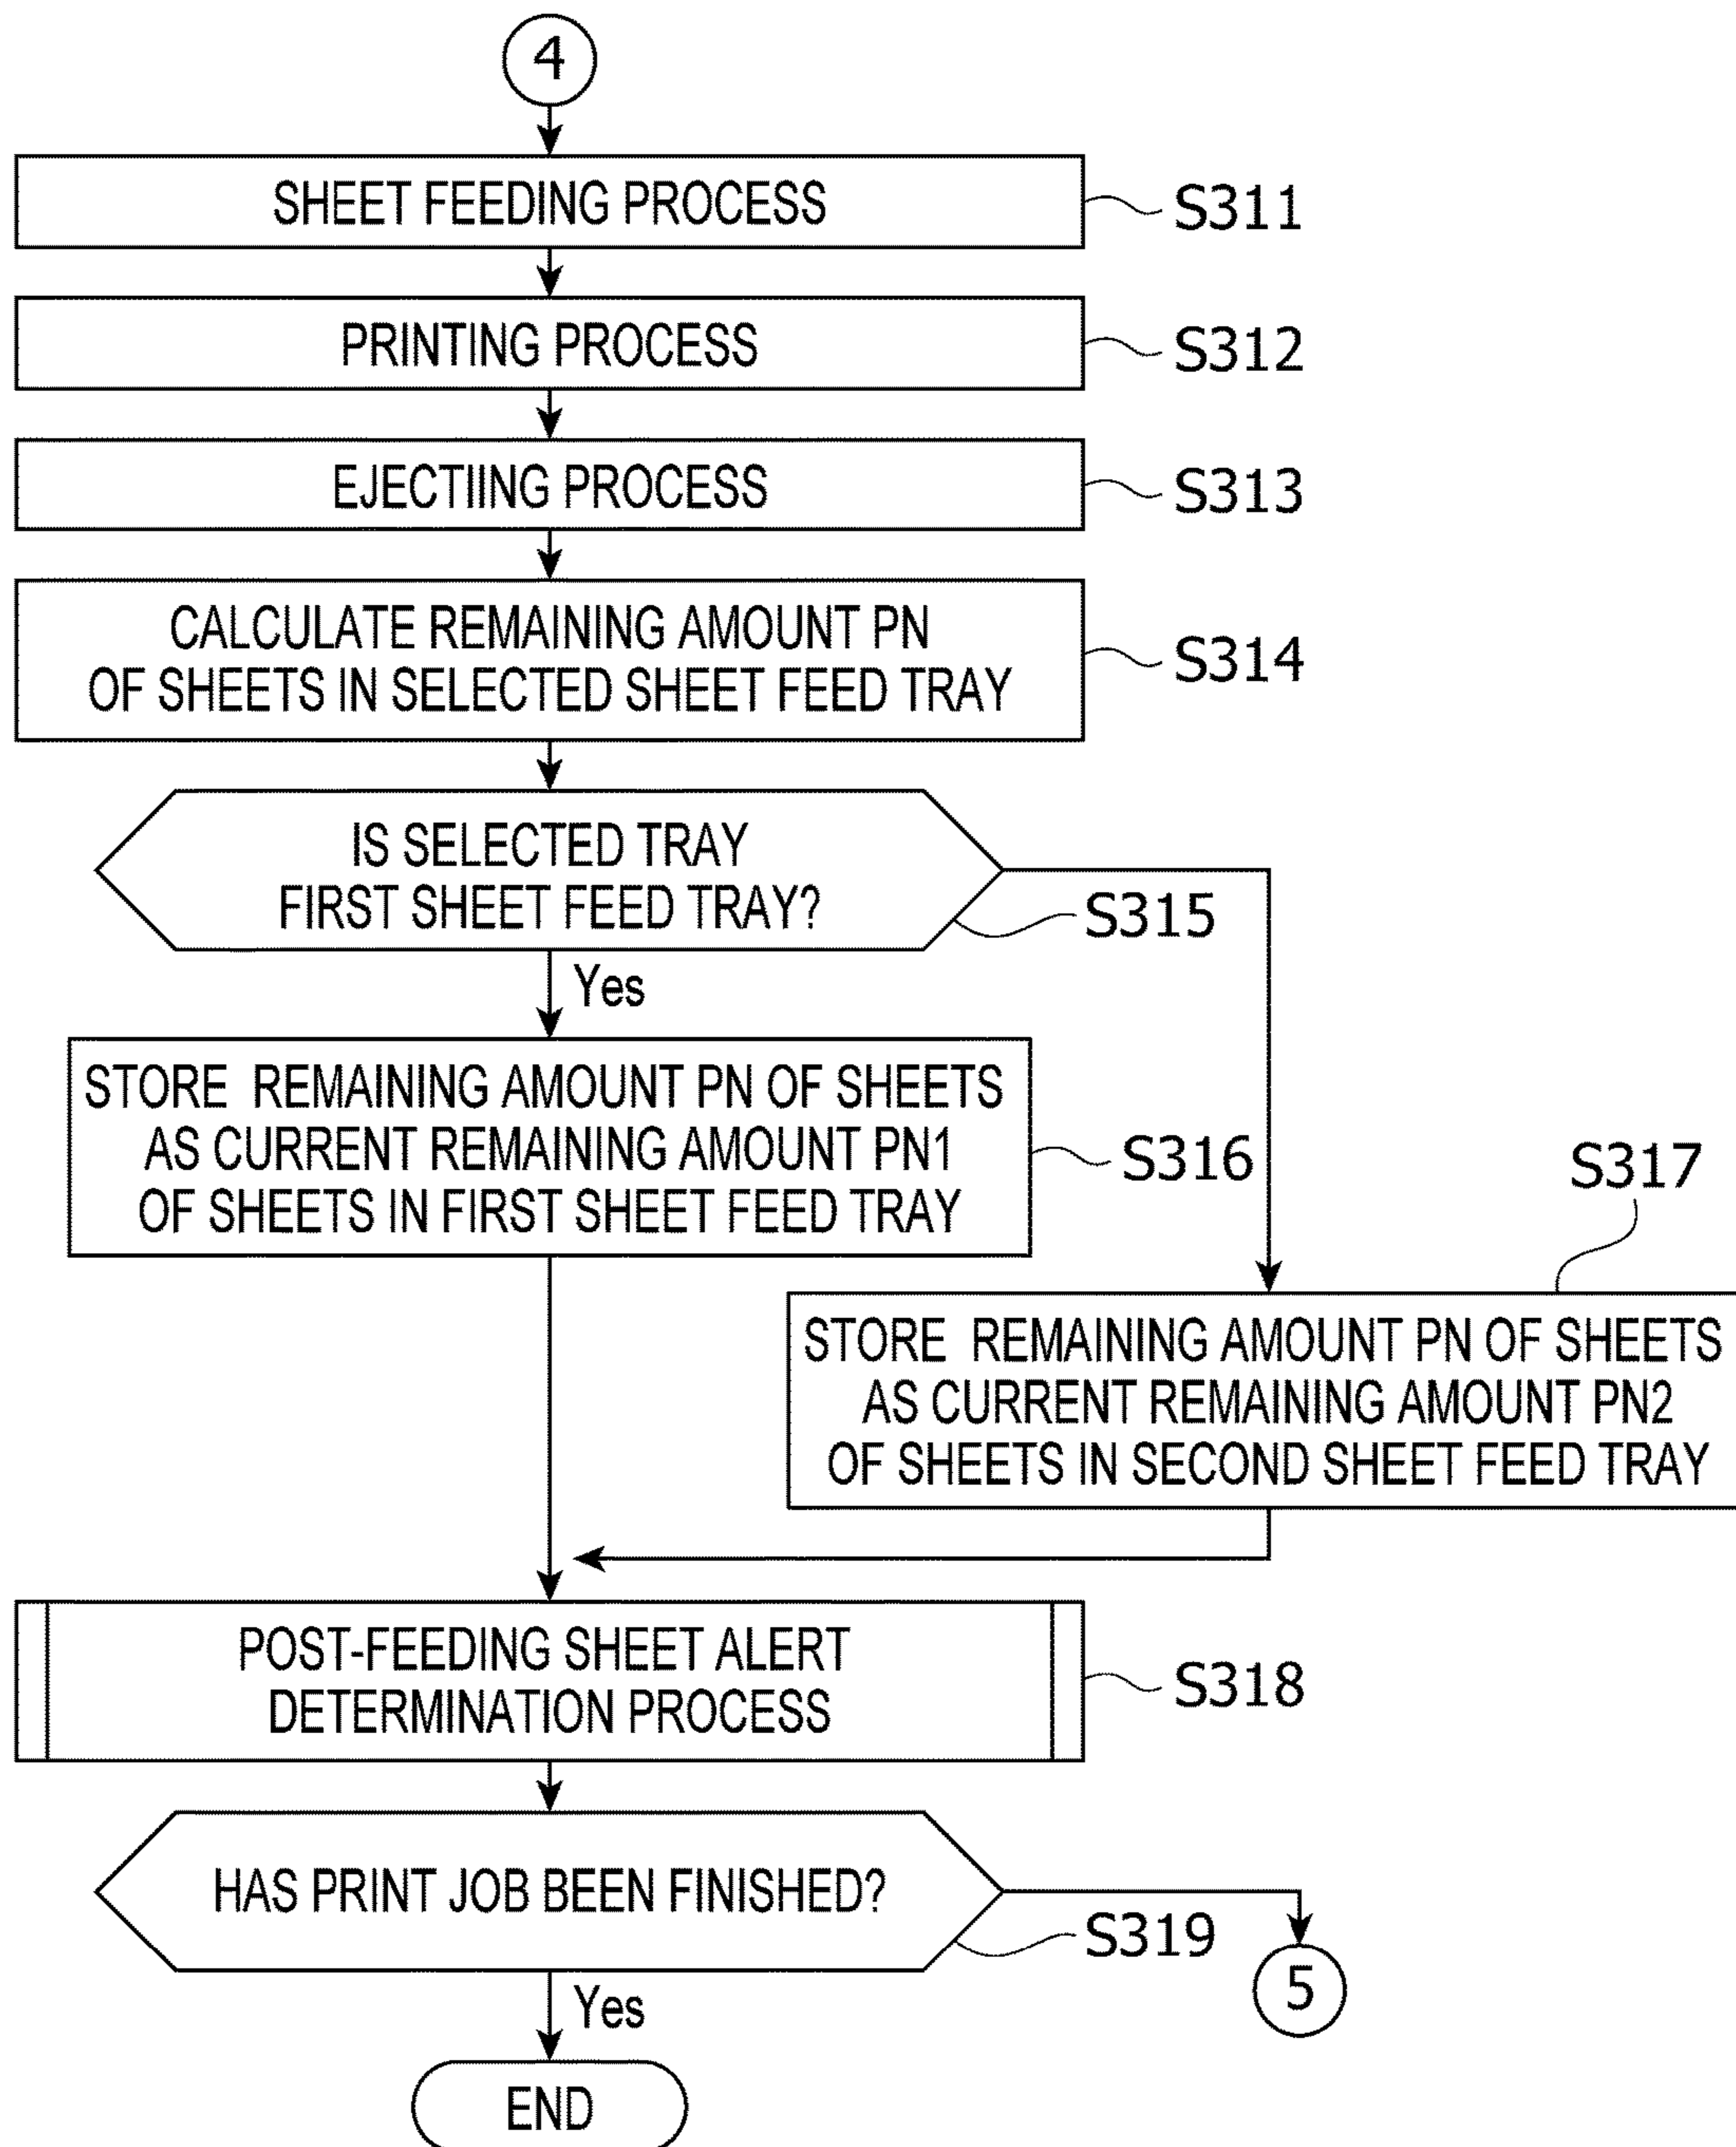 4
SHEET FEEDING PROCESS
S311
PRINTING PROCESS
S312
EJECTIING PROCESS
S313
CALCULATE REMAINING AMOUNT PN
OF SHEETS IN SELECTED SHEET FEED TRAY
S314
IS SELECTED TRAY
FIRST SHEET FEED TRAY?
S315
Yes
STORE REMAINING AMOUNT PN OF SHEETS
AS CURRENT REMAINING AMOUNT PN1
OF SHEETS IN FIRST SHEET FEED TRAY
S316
S317
STORE REMAINING AMOUNT PN OF SHEETS
AS CURRENT REMAINING AMOUNT PN2
OF SHEETS IN SECOND SHEET FEED TRAY
POST-FEEDING SHEET ALERT
DETERMINATION PROCESS
S318
HAS PRINT JOB BEEN FINISHED?
S319
5
Yes
END